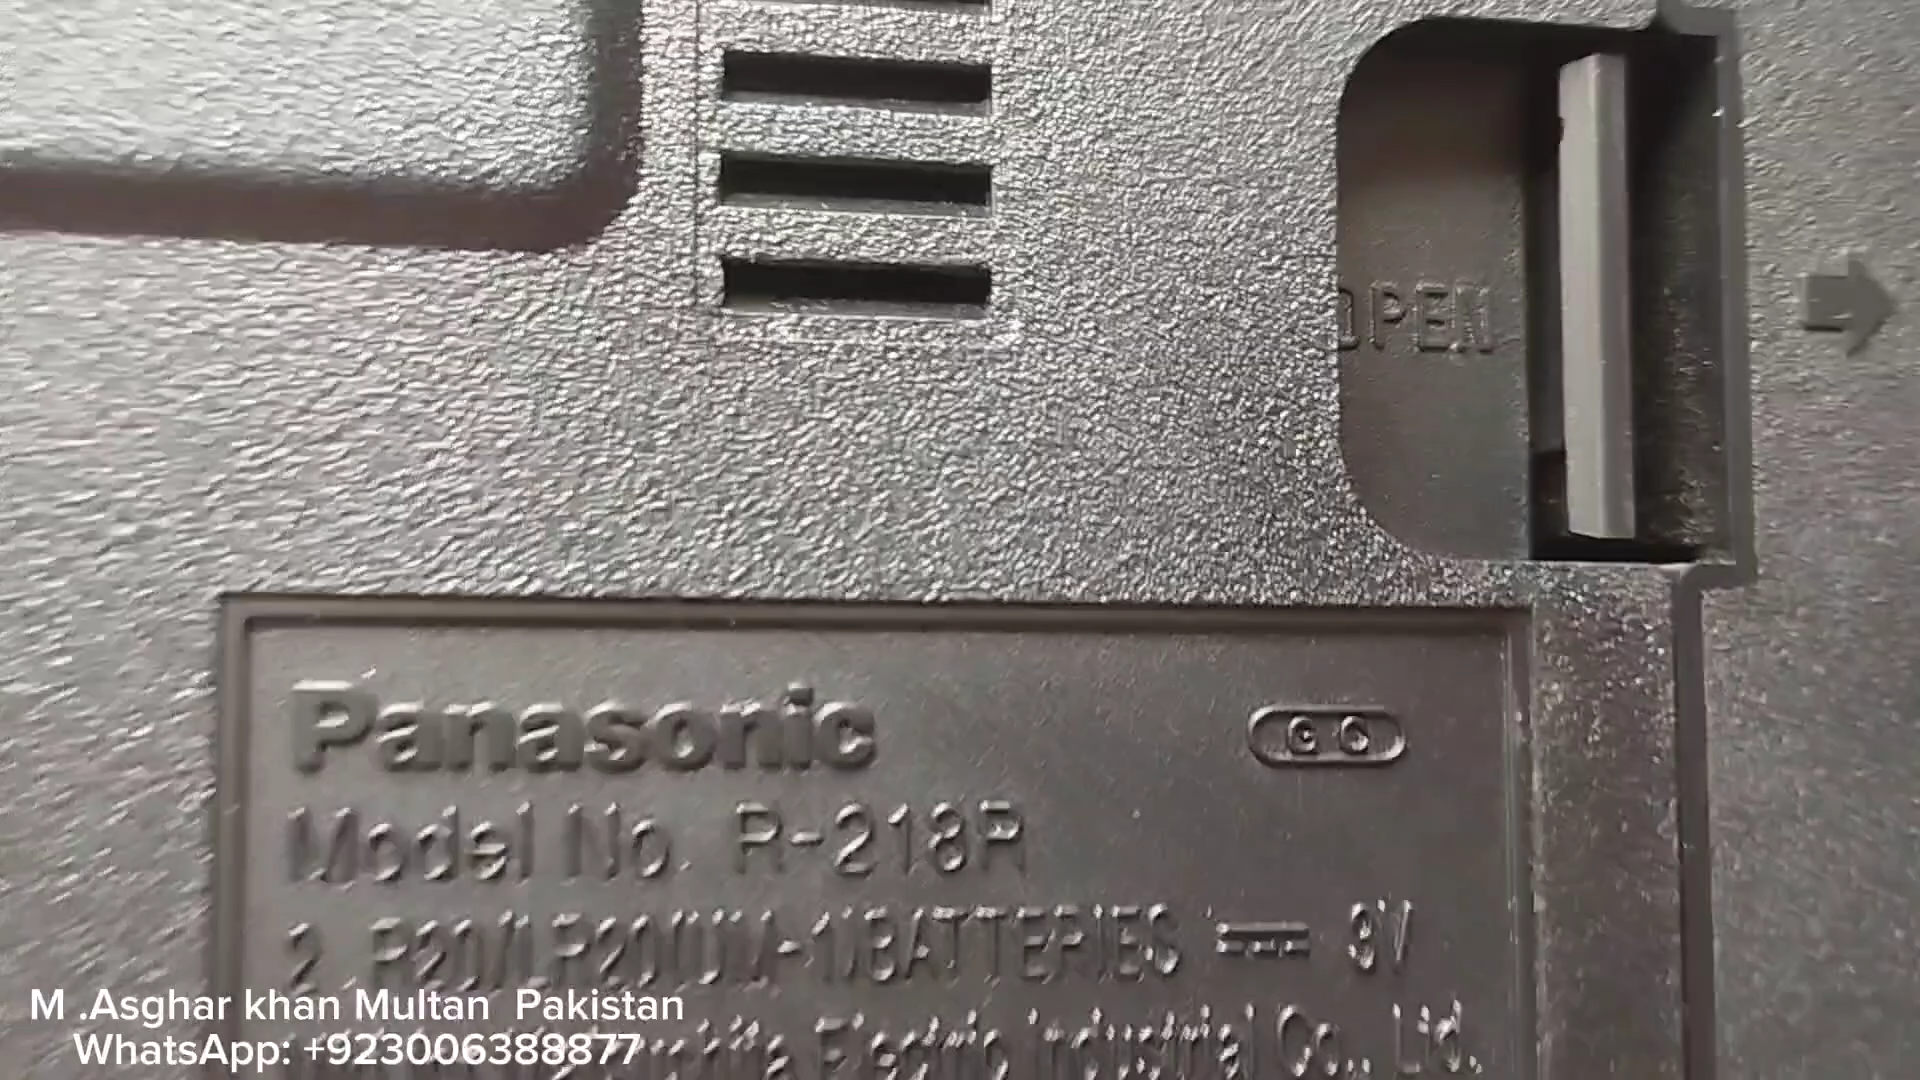 OPEN
Panasonic
Model No. R-218R
2 R20/LR20(UM-1)BATTERIES ⎓ 3V
Electric Industrial Co., Ltd.
M .Asghar khan Multan Pakistan
WhatsApp: +923006388877